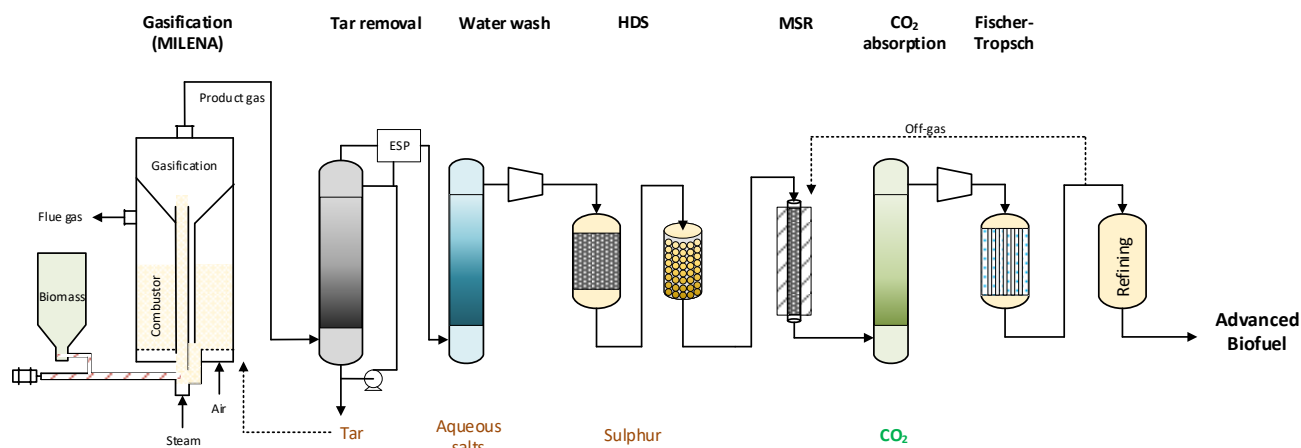 Gasification
(MILENA)
Tar removal
Water wash
HDS
MSR
CO2
absorption
Fischer-
Tropsch
Product gas
Off-gas
ESP
Gasification
Flue gas
Biomass
Combustor
Refining
Advanced
Biofuel
Air
Steam
Tar
Aqueous
salts
Sulphur
CO2